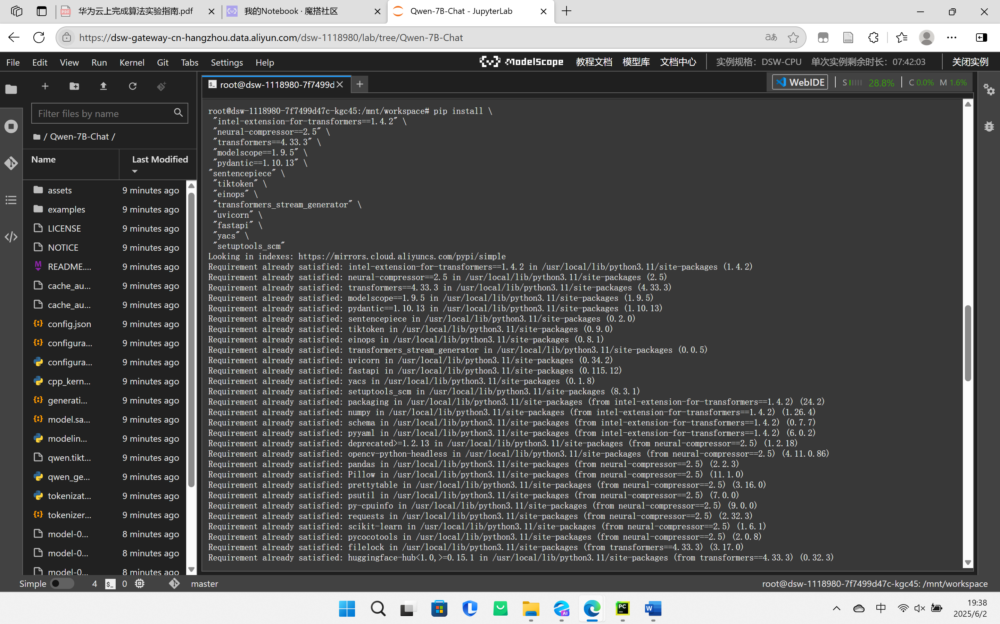 华为云上完成算法实验指南.pdf
我的Notebook · 魔搭社区
Qwen-7B-Chat - JupyterLab
https://dsw-gateway-cn-hangzhou.data.aliyun.com/dsw-1118980/lab/tree/Qwen-7B-Chat
File Edit View Run Kernel Git Tabs Settings Help
ModelScope 教程文档 模型库 文档中心 实例规格：DSW-CPU 单次实例剩余时长：07:42:03 关闭实例
root@dsw-1118980-7f7499d
WebIDE S 28.8% C 0.0% M 1.6%
Filter files by name
/ Qwen-7B-Chat /
Name Last Modified
assets 9 minutes ago
examples 9 minutes ago
LICENSE 9 minutes ago
NOTICE 9 minutes ago
README.... 9 minutes ago
cache_au... 9 minutes ago
cache_au... 9 minutes ago
config.json 9 minutes ago
configura... 9 minutes ago
configura... 9 minutes ago
cpp_kern... 9 minutes ago
generati... 9 minutes ago
model.sa... 9 minutes ago
modelin... 9 minutes ago
qwen.tikt... 9 minutes ago
qwen_ge... 9 minutes ago
tokenizat... 9 minutes ago
tokenizer... 9 minutes ago
model-0... 8 minutes ago
model-0... 8 minutes ago
model-0... 8 minutes ago
root@dsw-1118980-7f7499d47c-kgc45:/mnt/workspace# pip install \
"intel-extension-for-transformers==1.4.2" \
"neural-compressor==2.5" \
"transformers==4.33.3" \
"modelscope==1.9.5" \
"pydantic==1.10.13" \
"sentencepiece" \
"tiktoken" \
"einops" \
"transformers_stream_generator" \
"uvicorn" \
"fastapi" \
"yacs" \
"setuptools_scm"
Looking in indexes: https://mirrors.cloud.aliyuncs.com/pypi/simple
Requirement already satisfied: intel-extension-for-transformers==1.4.2 in /usr/local/lib/python3.11/site-packages (1.4.2)
Requirement already satisfied: neural-compressor==2.5 in /usr/local/lib/python3.11/site-packages (2.5)
Requirement already satisfied: transformers==4.33.3 in /usr/local/lib/python3.11/site-packages (4.33.3)
Requirement already satisfied: modelscope==1.9.5 in /usr/local/lib/python3.11/site-packages (1.9.5)
Requirement already satisfied: pydantic==1.10.13 in /usr/local/lib/python3.11/site-packages (1.10.13)
Requirement already satisfied: sentencepiece in /usr/local/lib/python3.11/site-packages (0.2.0)
Requirement already satisfied: tiktoken in /usr/local/lib/python3.11/site-packages (0.9.0)
Requirement already satisfied: einops in /usr/local/lib/python3.11/site-packages (0.8.1)
Requirement already satisfied: transformers_stream_generator in /usr/local/lib/python3.11/site-packages (0.0.5)
Requirement already satisfied: uvicorn in /usr/local/lib/python3.11/site-packages (0.34.2)
Requirement already satisfied: fastapi in /usr/local/lib/python3.11/site-packages (0.115.12)
Requirement already satisfied: yacs in /usr/local/lib/python3.11/site-packages (0.1.8)
Requirement already satisfied: setuptools_scm in /usr/local/lib/python3.11/site-packages (8.3.1)
Requirement already satisfied: packaging in /usr/local/lib/python3.11/site-packages (from intel-extension-for-transformers==1.4.2) (24.2)
Requirement already satisfied: numpy in /usr/local/lib/python3.11/site-packages (from intel-extension-for-transformers==1.4.2) (1.26.4)
Requirement already satisfied: schema in /usr/local/lib/python3.11/site-packages (from intel-extension-for-transformers==1.4.2) (0.7.7)
Requirement already satisfied: pyyaml in /usr/local/lib/python3.11/site-packages (from intel-extension-for-transformers==1.4.2) (6.0.2)
Requirement already satisfied: deprecated>=1.2.13 in /usr/local/lib/python3.11/site-packages (from neural-compressor==2.5) (1.2.18)
Requirement already satisfied: opencv-python-headless in /usr/local/lib/python3.11/site-packages (from neural-compressor==2.5) (4.11.0.86)
Requirement already satisfied: pandas in /usr/local/lib/python3.11/site-packages (from neural-compressor==2.5) (2.2.3)
Requirement already satisfied: Pillow in /usr/local/lib/python3.11/site-packages (from neural-compressor==2.5) (11.1.0)
Requirement already satisfied: prettytable in /usr/local/lib/python3.11/site-packages (from neural-compressor==2.5) (3.16.0)
Requirement already satisfied: psutil in /usr/local/lib/python3.11/site-packages (from neural-compressor==2.5) (7.0.0)
Requirement already satisfied: py-cpuinfo in /usr/local/lib/python3.11/site-packages (from neural-compressor==2.5) (9.0.0)
Requirement already satisfied: requests in /usr/local/lib/python3.11/site-packages (from neural-compressor==2.5) (2.32.3)
Requirement already satisfied: scikit-learn in /usr/local/lib/python3.11/site-packages (from neural-compressor==2.5) (1.6.1)
Requirement already satisfied: pycocotools in /usr/local/lib/python3.11/site-packages (from neural-compressor==2.5) (2.0.8)
Requirement already satisfied: filelock in /usr/local/lib/python3.11/site-packages (from transformers==4.33.3) (3.17.0)
Requirement already satisfied: huggingface-hub<1.0,>=0.15.1 in /usr/local/lib/python3.11/site-packages (from transformers==4.33.3) (0.32.3)
Simple 4 0 master root@dsw-1118980-7f7499d47c-kgc45: /mnt/workspace
中
19:38
2025/6/2